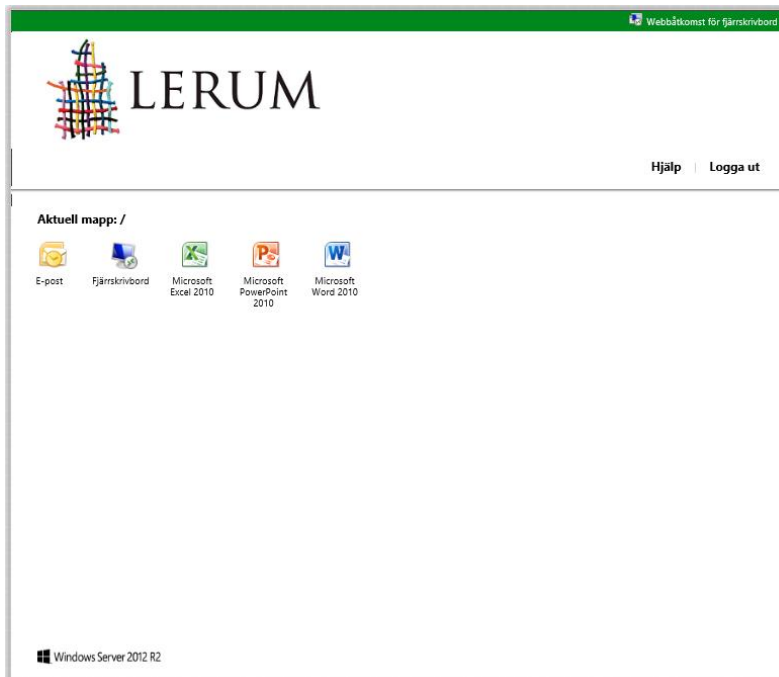 Webbåtkomst för fjärrskrivbord
LERUM
Hjälp | Logga ut
Aktuell mapp: /
E-post
Fjärrskrivbord
Microsoft
Excel 2010
Microsoft
PowerPoint
2010
Microsoft
Word 2010
Windows Server 2012 R2